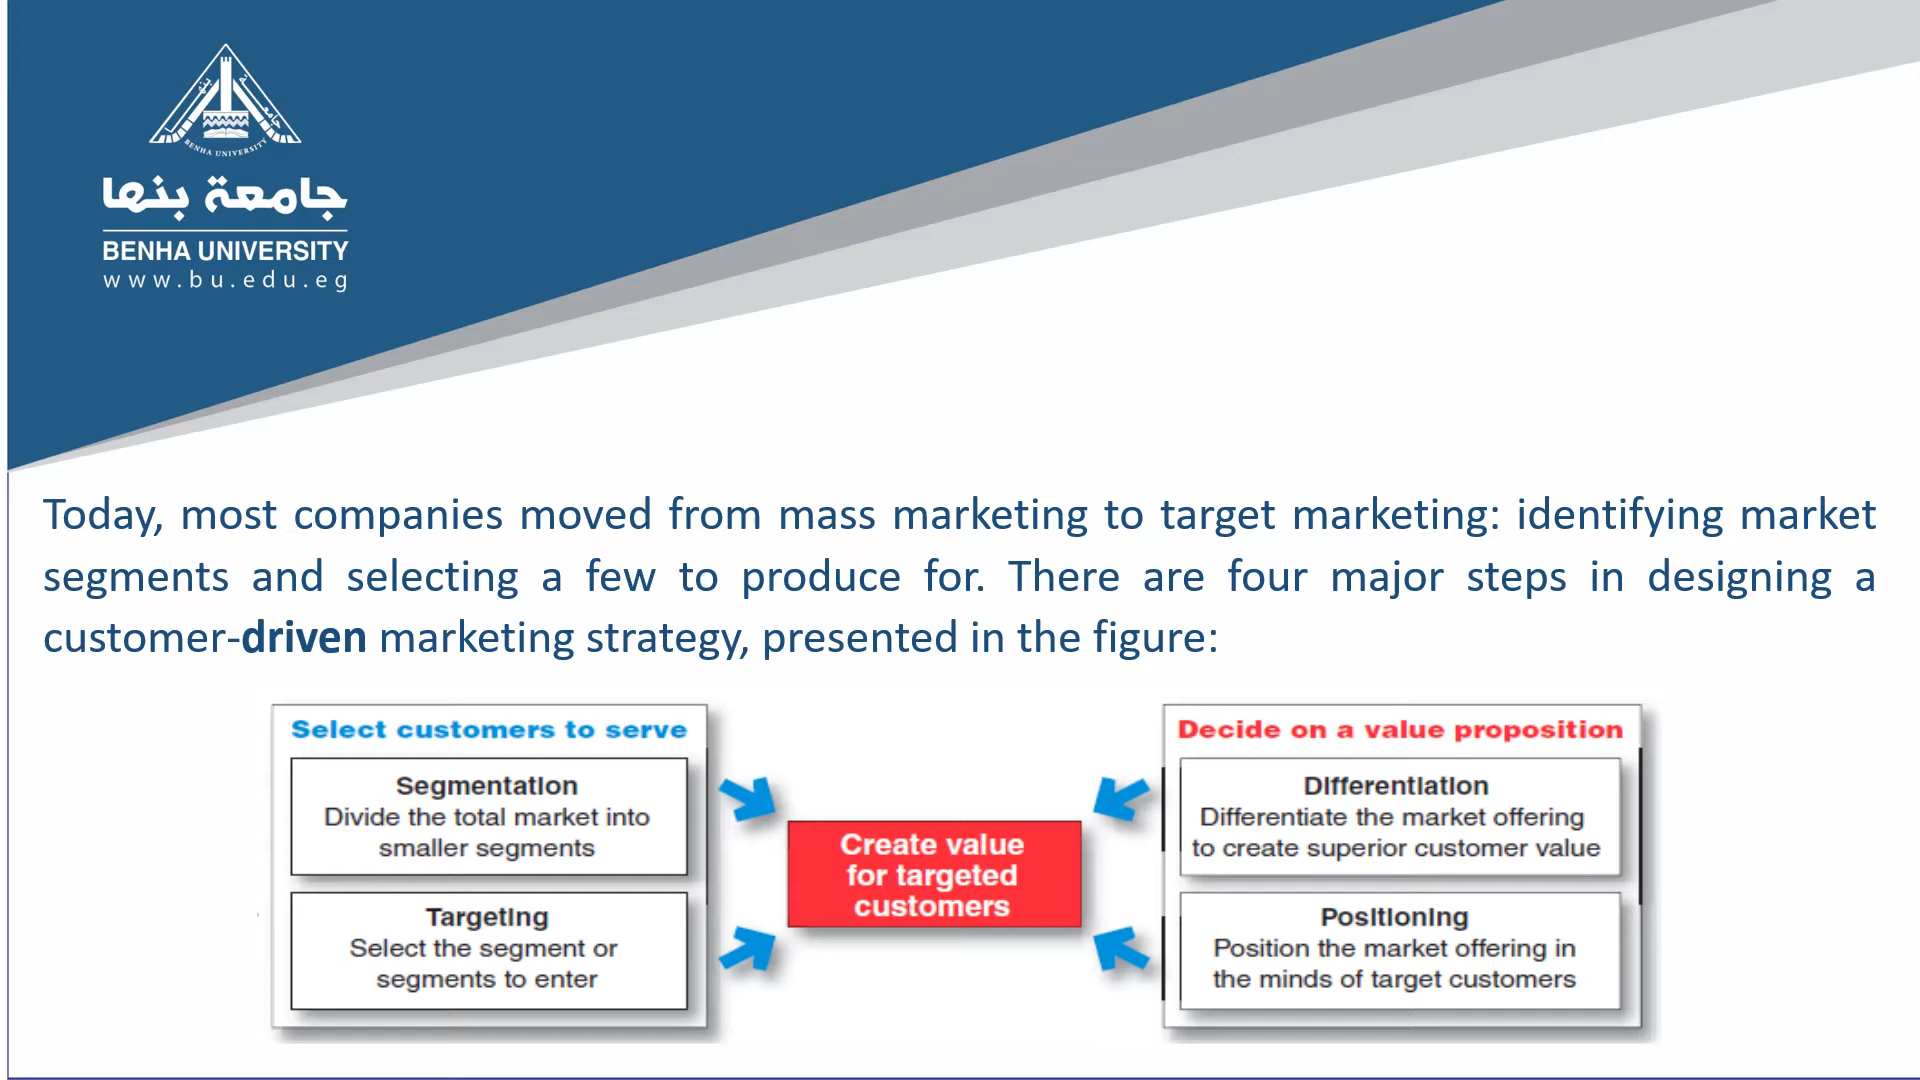 جامعة بنها
BENHA UNIVERSITY
جامعة بنها
BENHA UNIVERSITY
www.bu.edu.eg
Today, most companies moved from mass marketing to target marketing: identifying market
segments and selecting a few to produce for. There are four major steps in designing a
customer-driven marketing strategy, presented in the figure:
Select customers to serve
Segmentation
Divide the total market into
smaller segments
Targeting
Select the segment or
segments to enter
Create value
for targeted
customers
Decide on a value proposition
Differentiation
Differentiate the market offering
to create superior customer value
Positioning
Position the market offering in
the minds of target customers